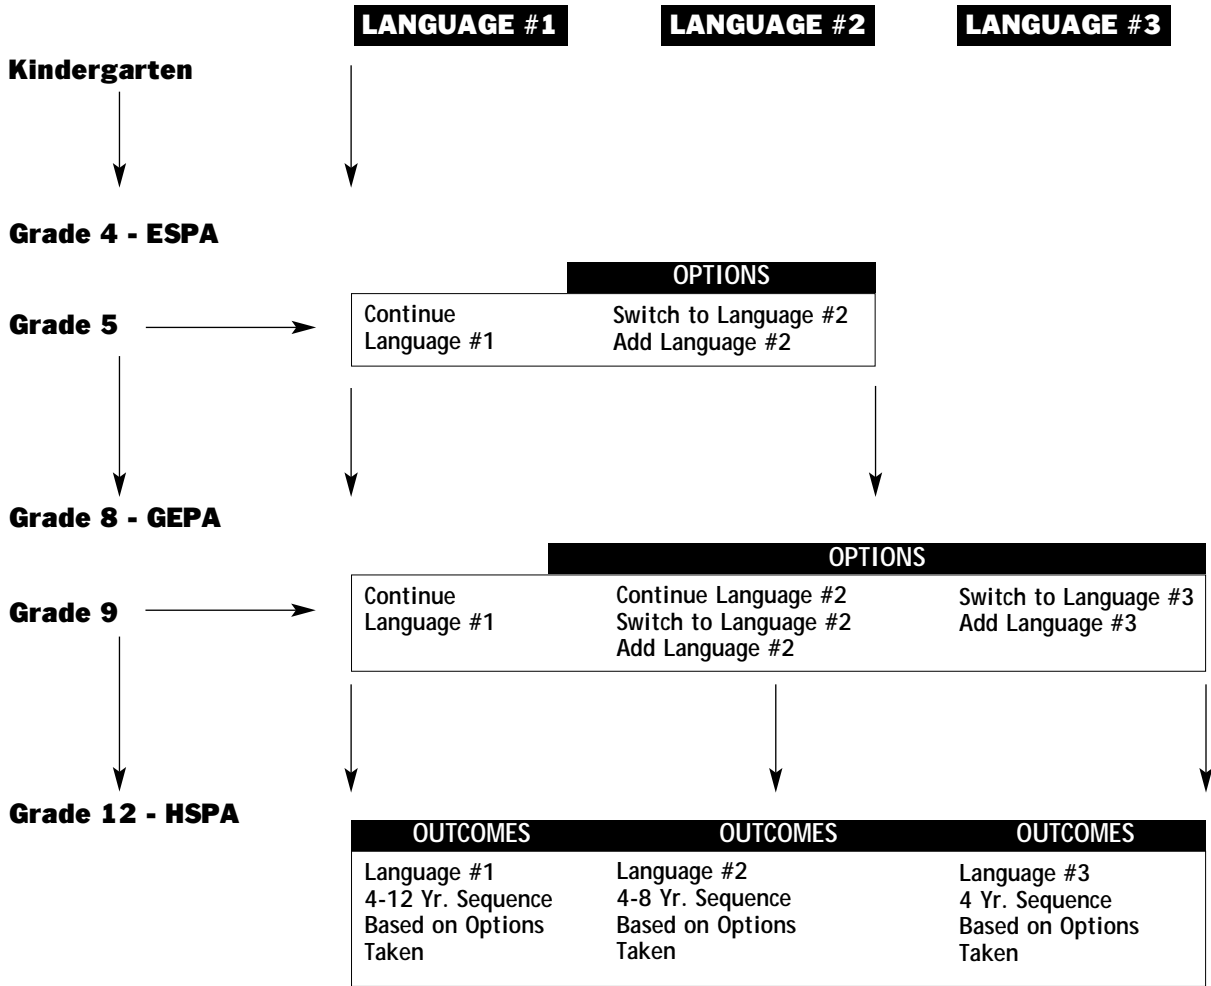 LANGUAGE #1 LANGUAGE #2 LANGUAGE #3
Kindergarten
Grade 4 - ESPA
OPTIONS
Grade 5
Continue
Language #1
Switch to Language #2
Add Language #2
Grade 8 - GEPA
OPTIONS
Grade 9
Continue
Language #1
Continue Language #2
Switch to Language #2
Add Language #2
Switch to Language #3
Add Language #3
Grade 12 - HSPA
OUTCOMES OUTCOMES OUTCOMES
Language #1
4-12 Yr. Sequence
Based on Options
Taken
Language #2
4-8 Yr. Sequence
Based on Options
Taken
Language #3
4 Yr. Sequence
Based on Options
Taken